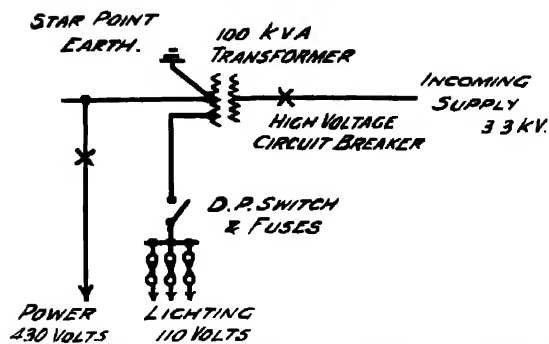 STAR POINT
EARTH.
100 KVA
TRANSFORMER
INCOMING
SUPPLY
3 3 KV.
HIGH VOLTAGE
CIRCUIT BREAKER
D.P. SWITCH
& FUSES
POWER
430 VOLTS
LIGHTING
110 VOLTS